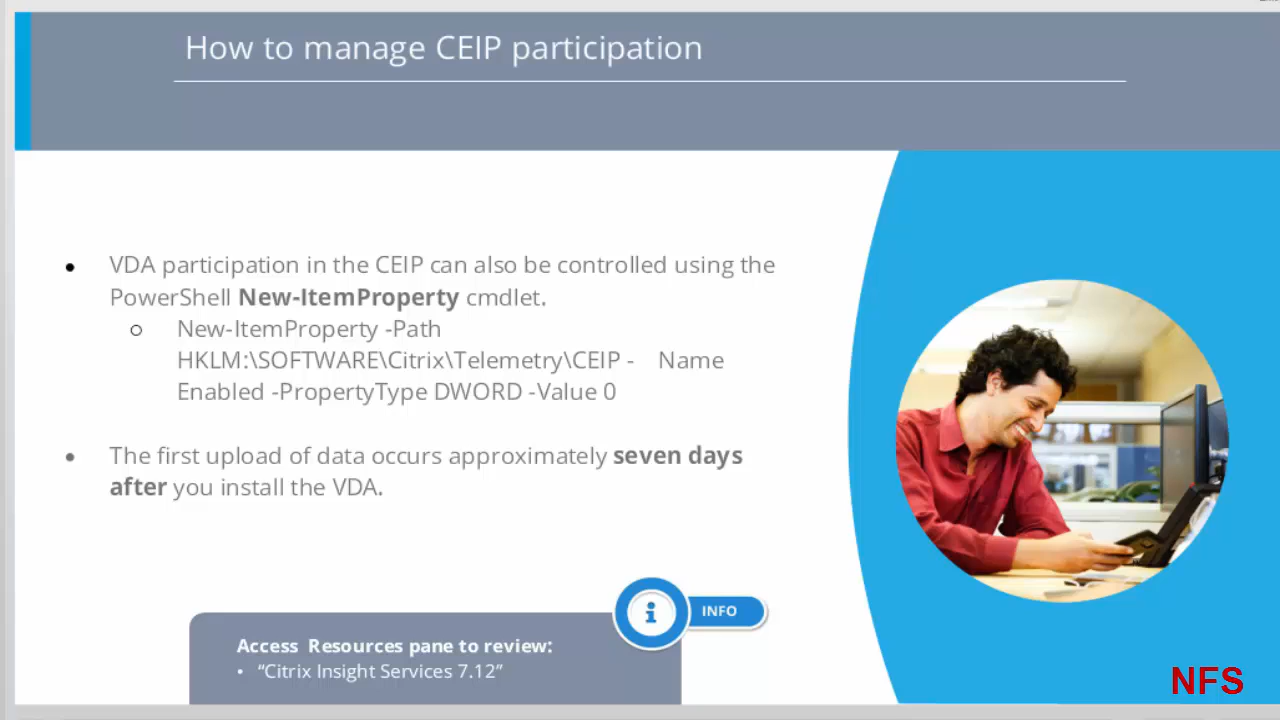 How to manage CEIP participation
• VDA participation in the CEIP can also be controlled using the
PowerShell New-ItemProperty cmdlet.
○ New-ItemProperty -Path
HKLM:\SOFTWARE\Citrix\Telemetry\CEIP - Name
Enabled -PropertyType DWORD -Value 0
• The first upload of data occurs approximately seven days
after you install the VDA.
i INFO
Access Resources pane to review:
• “Citrix Insight Services 7.12”
NFS